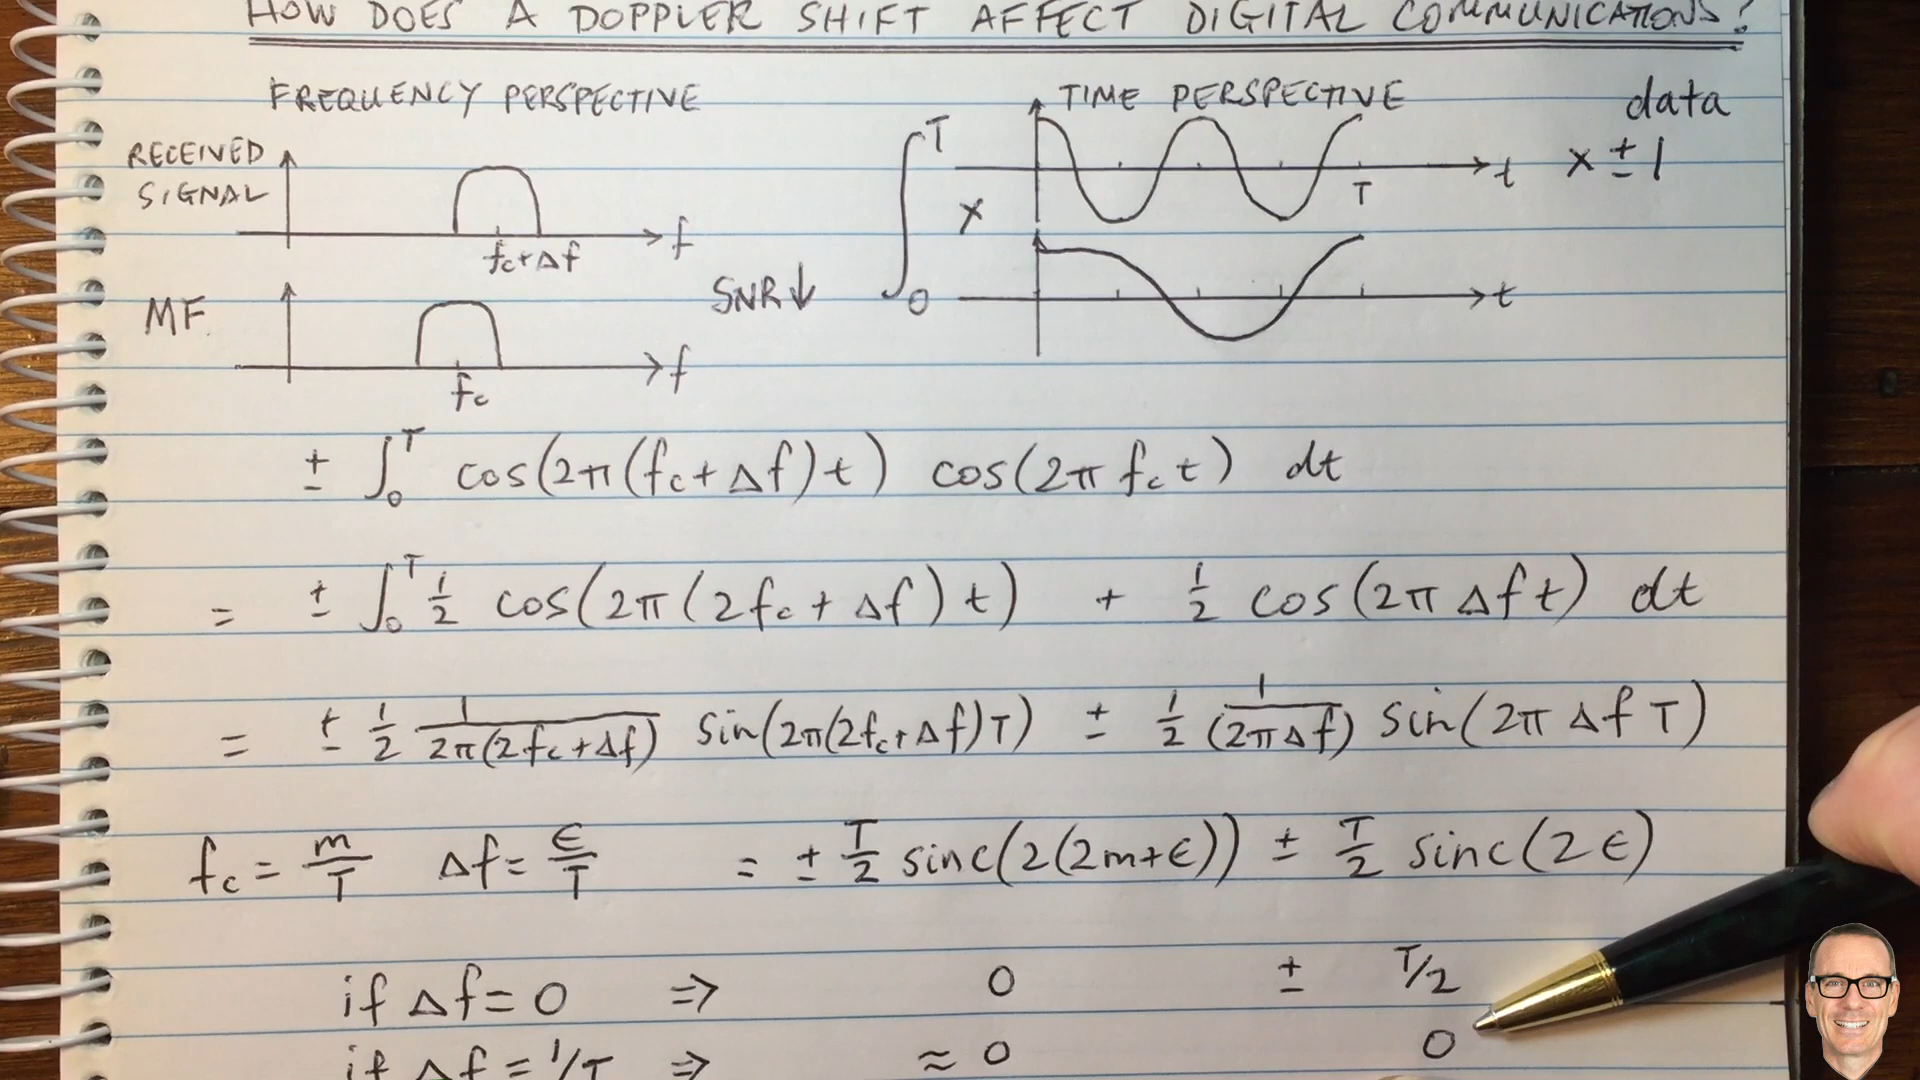 HOW DOES A DOPPLER SHIFT AFFECT DIGITAL COMMUNICATIONS?
FREQUENCY PERSPECTIVE
RECEIVED
SIGNAL
f
fc+Δf
MF
f
fc
SNR↓
TIME PERSPECTIVE
∫ T
0
X
t
T
t
data
x ± 1
± ∫₀ᵀ cos(2π(fc+Δf)t) cos(2π fc t) dt
= ± ∫₀ᵀ ½ cos(2π(2fc+Δf)t) + ½ cos(2πΔft) dt
= ± ½ 1/(2π(2fc+Δf)) sin(2π(2fc+Δf)T) ± ½ 1/(2πΔf) sin(2πΔfT)
fc = m/T Δf = ϵ/T = ± T/2 sinc(2(2m+ϵ)) ± T/2 sinc(2ϵ)
if Δf = 0 ⇒ 0 ± T/2
if Δf = 1/T ⇒ ≈ 0 0